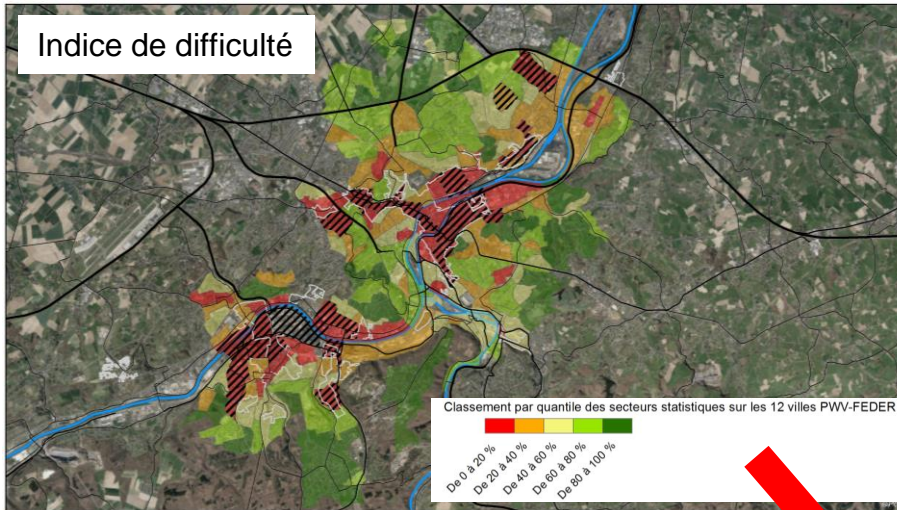 Indice de difficulté
Classement par quantile des secteurs statistiques sur les 12 villes PWV-FEDER
De 0 à 20 %
De 20 à 40 %
De 40 à 60 %
De 60 à 80 %
De 80 à 100 %